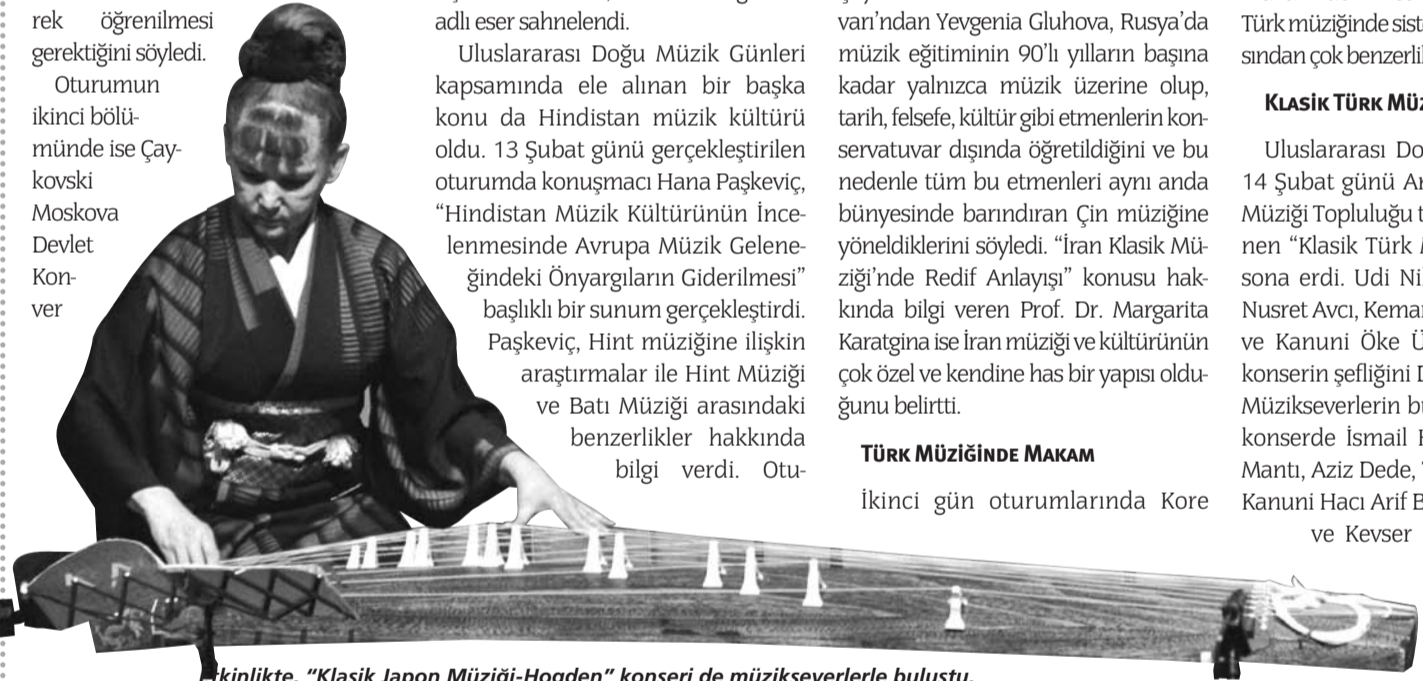 rek öğrenilmesi
gerektiğini söyledi.
Oturumun
ikinci bölü-
münde ise Çay-
kovski
Moskova
Devlet
Kon-
ver
adlı eser sahnelendi.
Uluslararası Doğu Müzik Günleri
kapsamında ele alınan bir başka
konu da Hindistan müzik kültürü
oldu. 13 Şubat günü gerçekleştirilen
oturumda konuşmacı Hana Paşkeviç,
“Hindistan Müzik Kültürünün İnce-
lenmesinde Avrupa Müzik Gelene-
ğindeki Önyargıların Giderilmesi”
başlıklı bir sunum gerçekleştirdi.
Paşkeviç, Hint müziğine ilişkin
araştırmalar ile Hint Müziği
ve Batı Müziği arasındaki
benzerlikler hakkında
bilgi verdi. Otu-
varı’ndan Yevgenia Gluhova, Rusya’da
müzik eğitiminin 90’lı yılların başına
kadar yalnızca müzik üzerine olup,
tarih, felsefe, kültür gibi etmenlerin kon-
servatuvar dışında öğretildiğini ve bu
nedenle tüm bu etmenleri aynı anda
bünyesinde barındıran Çin müziğine
yöneldiklerini söyledi. “İran Klasik Mü-
ziği’nde Redif Anlayışı” konusu hak-
kında bilgi veren Prof. Dr. Margarita
Karatgina ise İran müziği ve kültürünün
çok özel ve kendine has bir yapısı oldu-
ğunu belirtti.
TÜRK MÜZİĞİNDE MAKAM
İkinci gün oturumlarında Kore
Türk müziğinde sist
sından çok benzerlik
KLASİK TÜRK MÜZ
Uluslararası Do
14 Şubat günü An
Müziği Topluluğu t
nen “Klasik Türk
sona erdi. Udi Ni
Nusret Avcı, Keman
ve Kanuni Öke Ü
konserin şefliğini D
Müzikseverlerin bu
konserde İsmail
Mantı, Aziz Dede,
Kanuni Hacı Arif B
ve Kevser
Etkinlikte, “Klasik Japon Müziği-Hogden” konseri de müzikseverlerle buluştu.